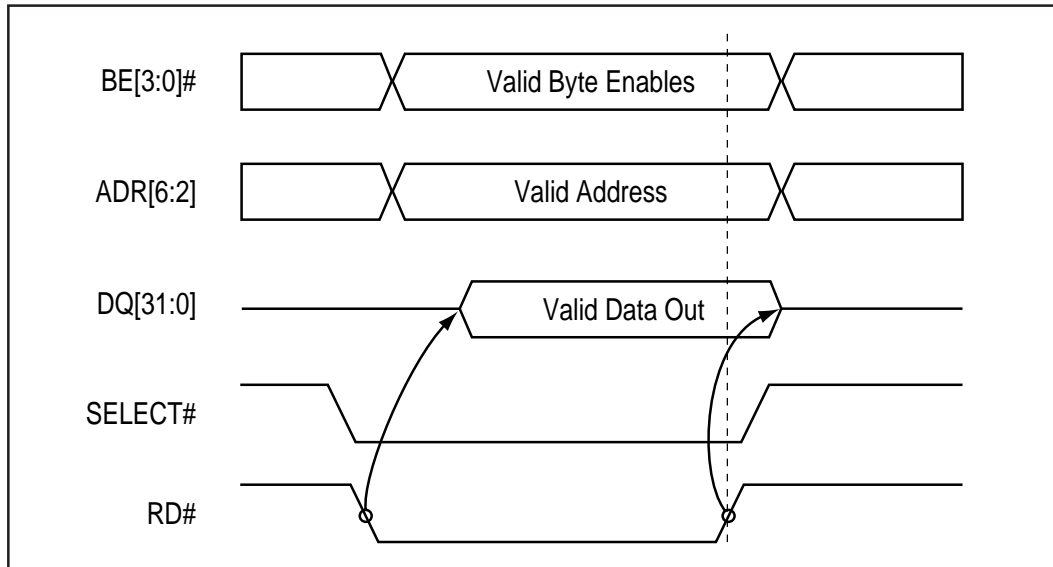 BE[3:0]#
Valid Byte Enables
ADR[6:2]
Valid Address
DQ[31:0]
Valid Data Out
SELECT#
RD#